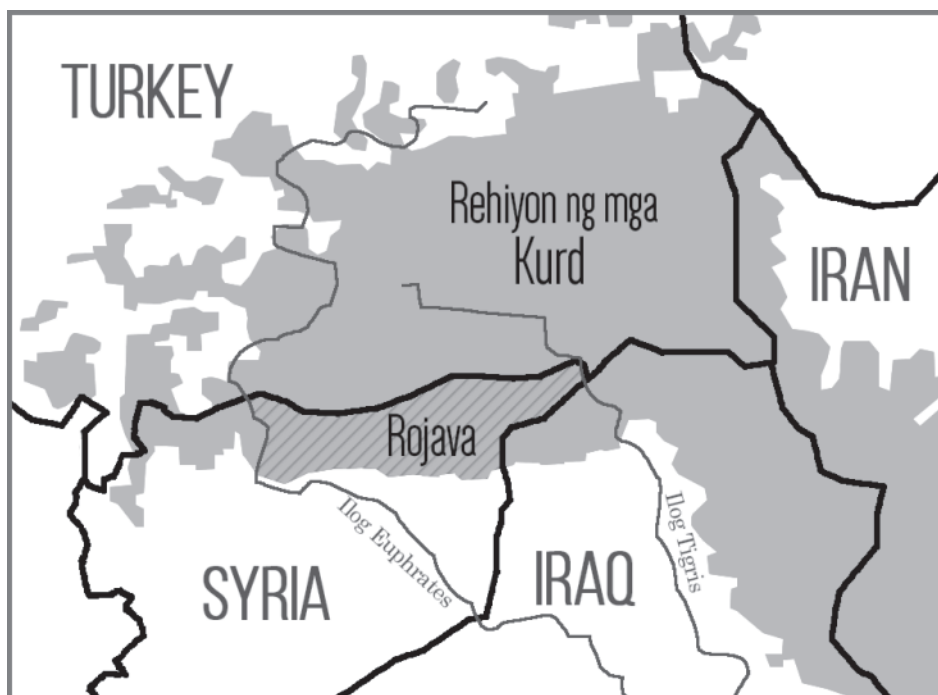 TURKEY
Rehiyon ng mga
Kurd
IRAN
Rojava
Ilog Euphrates
Ilog Tigris
SYRIA
IRAQ